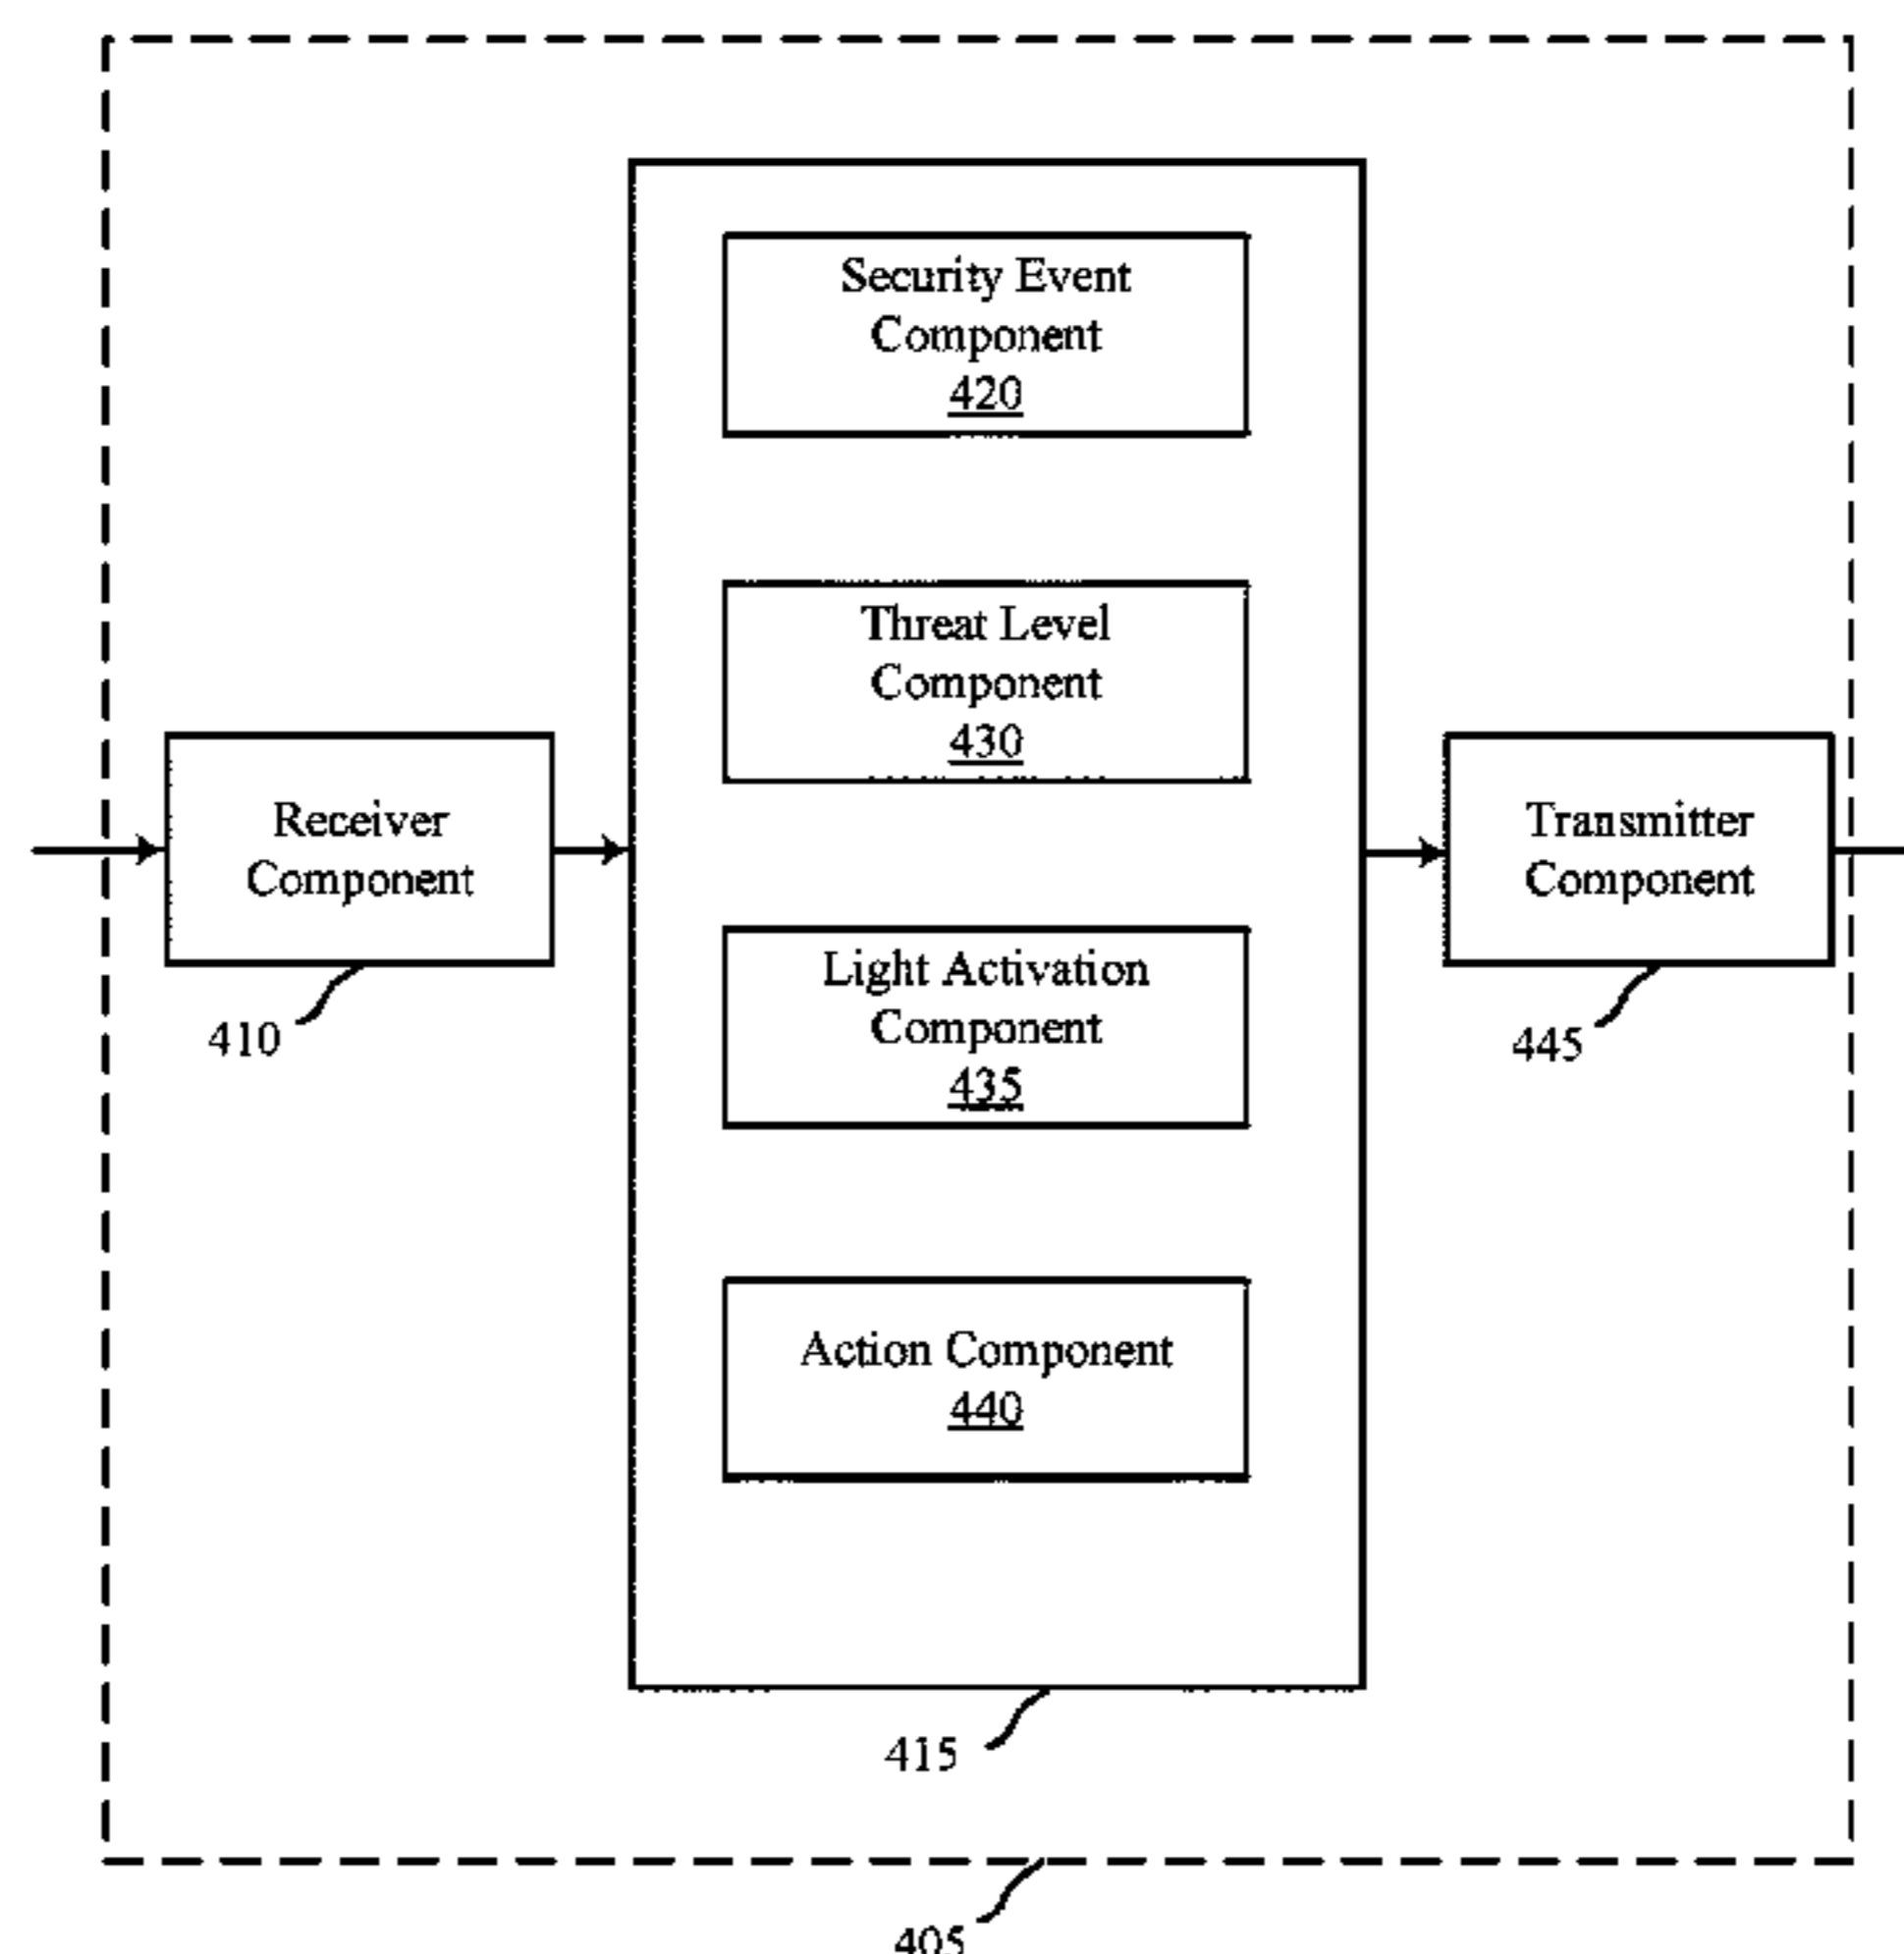 Security Event
Component
420
Threat Level
Component
430
Receiver
Component
410
Light Activation
Component
435
Transmitter
Component
445
Action Component
440
415
405